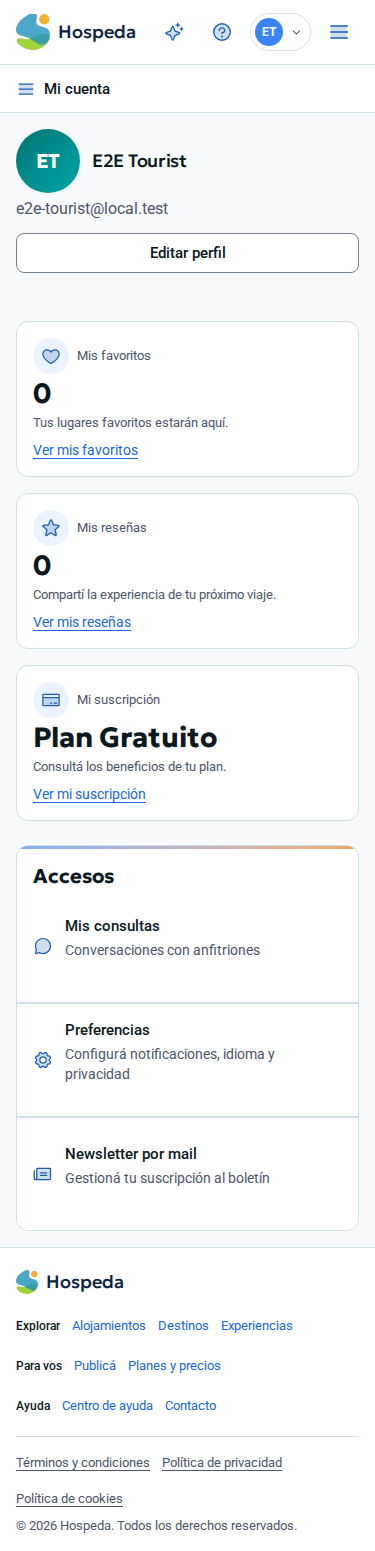 Hospeda
ET
Mi cuenta
ET
E2E Tourist
e2e-tourist@local.test
Editar perfil
Mis favoritos
0
Tus lugares favoritos estarán aquí.
Ver mis favoritos
Mis reseñas
0
Compartí la experiencia de tu próximo viaje.
Ver mis reseñas
Mi suscripción
Plan Gratuito
Consultá los beneficios de tu plan.
Ver mi suscripción
Accesos
Mis consultas
Conversaciones con anfitriones
Preferencias
Configurá notificaciones, idioma y
privacidad
Newsletter por mail
Gestioná tu suscripción al boletín
Hospeda
Explorar Alojamientos Destinos Experiencias
Para vos Publicá Planes y precios
Ayuda Centro de ayuda Contacto
Términos y condiciones Política de privacidad
Política de cookies
© 2026 Hospeda. Todos los derechos reservados.